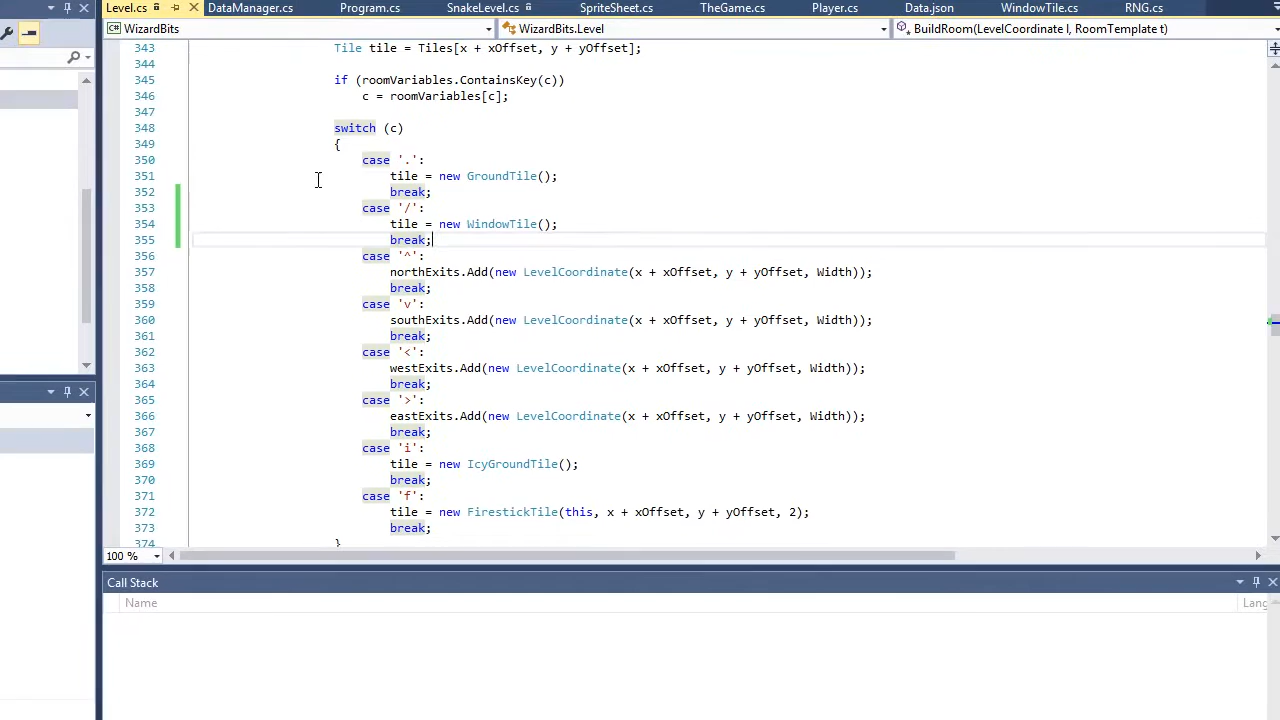 Level.cs DataManager.cs Program.cs SnakeLevel.cs SpriteSheet.cs TheGame.cs Player.cs Data.json WindowTile.cs RNG.cs
WizardBits WizardBits.Level BuildRoom(LevelCoordinate l, RoomTemplate t)
343 Tile tile = Tiles[x + xOffset, y + yOffset];
344
345 if (roomVariables.ContainsKey(c))
346 c = roomVariables[c];
347
348 switch (c)
349 {
350 case '.':
351 tile = new GroundTile();
352 break;
353 case '/':
354 tile = new WindowTile();
355 break;
356 case '^':
357 northExits.Add(new LevelCoordinate(x + xOffset, y + yOffset, Width));
358 break;
359 case 'v':
360 southExits.Add(new LevelCoordinate(x + xOffset, y + yOffset, Width));
361 break;
362 case '<':
363 westExits.Add(new LevelCoordinate(x + xOffset, y + yOffset, Width));
364 break;
365 case '>':
366 eastExits.Add(new LevelCoordinate(x + xOffset, y + yOffset, Width));
367 break;
368 case 'i':
369 tile = new IcyGroundTile();
370 break;
371 case 'f':
372 tile = new FirestickTile(this, x + xOffset, y + yOffset, 2);
373 break;
374 }
100 %
Call Stack
Name Lang